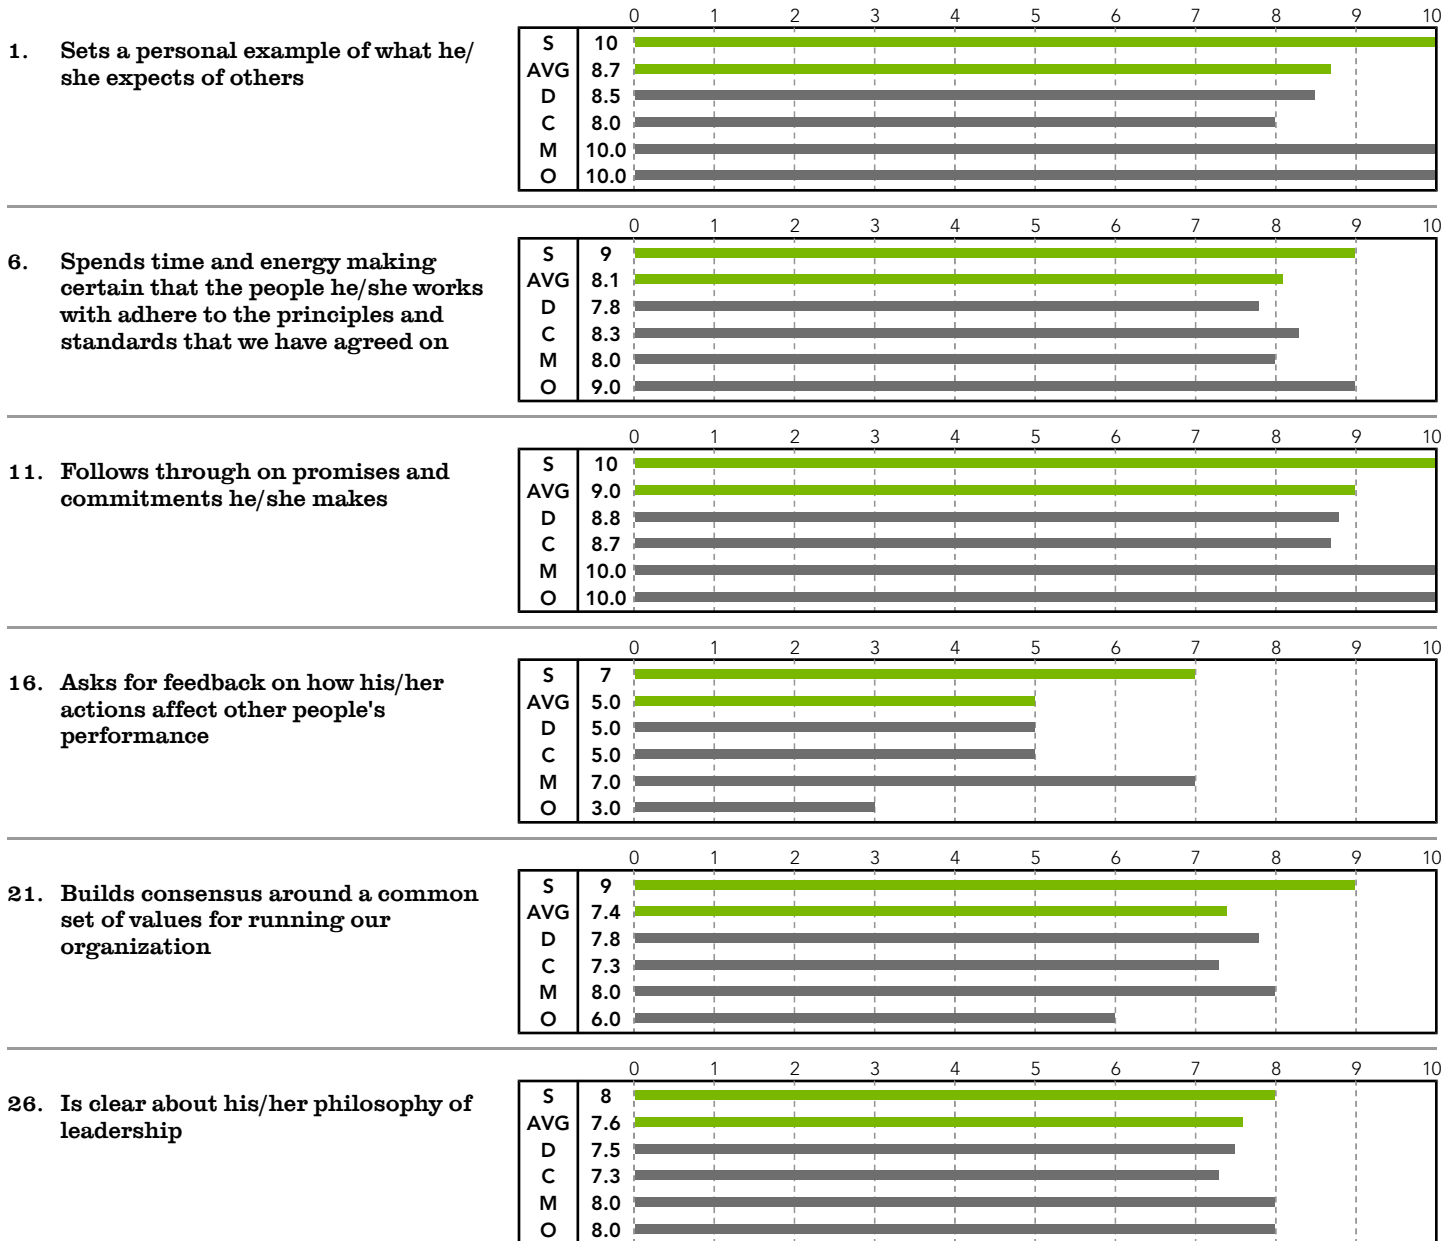 0 1 2 3 4 5 6 7 8 9 10
1. Sets a personal example of what he/
she expects of others
S 10
AVG 8.7
D 8.5
C 8.0
M 10.0
O 10.0
0 1 2 3 4 5 6 7 8 9 10
6. Spends time and energy making
certain that the people he/she works
with adhere to the principles and
standards that we have agreed on
S 9
AVG 8.1
D 7.8
C 8.3
M 8.0
O 9.0
0 1 2 3 4 5 6 7 8 9 10
11. Follows through on promises and
commitments he/she makes
S 10
AVG 9.0
D 8.8
C 8.7
M 10.0
O 10.0
0 1 2 3 4 5 6 7 8 9 10
16. Asks for feedback on how his/her
actions affect other people's
performance
S 7
AVG 5.0
D 5.0
C 5.0
M 7.0
O 3.0
0 1 2 3 4 5 6 7 8 9 10
21. Builds consensus around a common
set of values for running our
organization
S 9
AVG 7.4
D 7.8
C 7.3
M 8.0
O 6.0
0 1 2 3 4 5 6 7 8 9 10
26. Is clear about his/her philosophy of
leadership
S 8
AVG 7.6
D 7.5
C 7.3
M 8.0
O 8.0